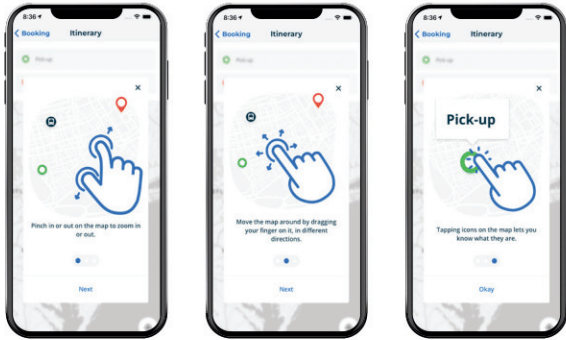 8:36
Booking Itinerary
Pick-up
Pinch in or out on the map to zoom in
or out.
Next
8:36
Booking Itinerary
Pick-up
Move the map around by dragging
your finger on it, in different
directions.
Next
8:36
Booking Itinerary
Pick-up
Pick-up
Tapping icons on the map lets you
know what they are.
Okay